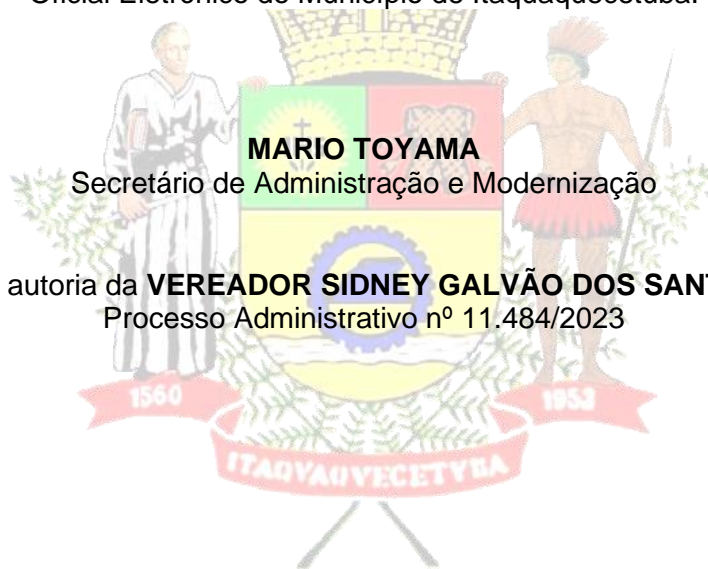 Oficial Eletrônico do Município de Itaquaquecetuba.
MARIO TOYAMA
Secretário de Administração e Modernização
autoria da VEREADOR SIDNEY GALVÃO DOS SANT
Processo Administrativo nº 11.484/2023
1560
1953
ITAQVAQVECETVBA